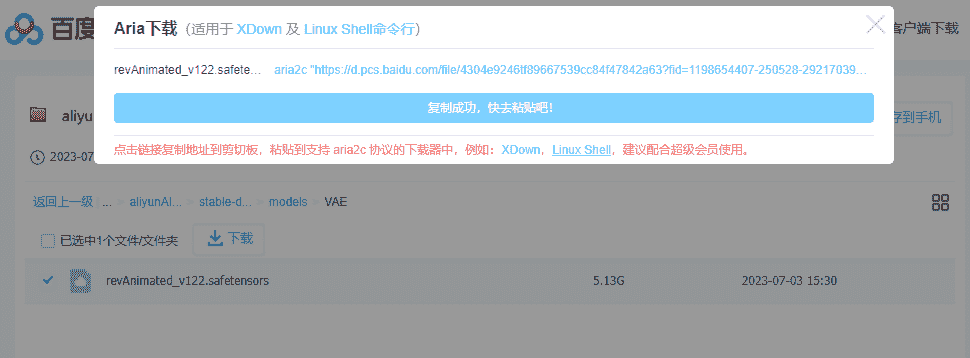 Aria下载（适用于 XDown 及 Linux Shell命令行）
百度
客户端下载
revAnimated_v122.safete... aria2c "https://d.pcs.baidu.com/file/4304e9246tf89667539cc84f47842a63?fid=1198654407-250528-29217039...
复制成功，快去粘贴吧！
aliyun
存到手机
点击链接复制地址到剪切板，粘贴到支持 aria2c 协议的下载器中，例如：XDown，Linux Shell，建议配合超级会员使用。
2023-07
返回上一级 ... aliyunAI... stable-d... models VAE
已选中1个文件/文件夹 下载
revAnimated_v122.safetensors 5.13G 2023-07-03 15:30